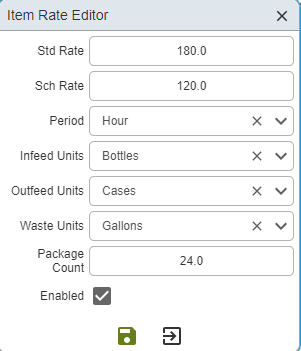 Item Rate Editor
Std Rate 180.0
Sch Rate 120.0
Period Hour
Infeed Units Bottles
Outfeed Units Cases
Waste Units Gallons
Package
Count 24.0
Enabled